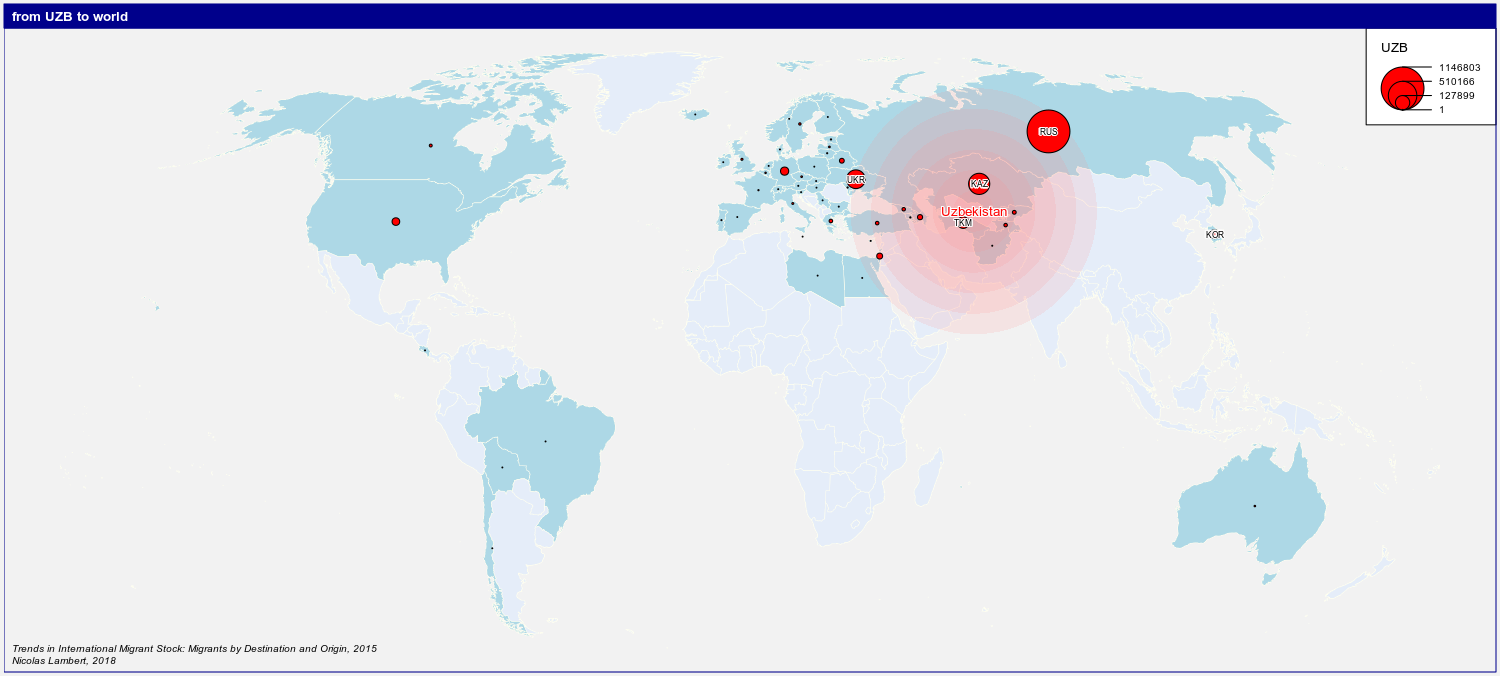 from UZB to world
UZB
1146803
510166
127899
1
RUS
UKR
KAZ
Uzbekistan
TKM
KOR
Trends in International Migrant Stock: Migrants by Destination and Origin, 2015
Nicolas Lambert, 2018